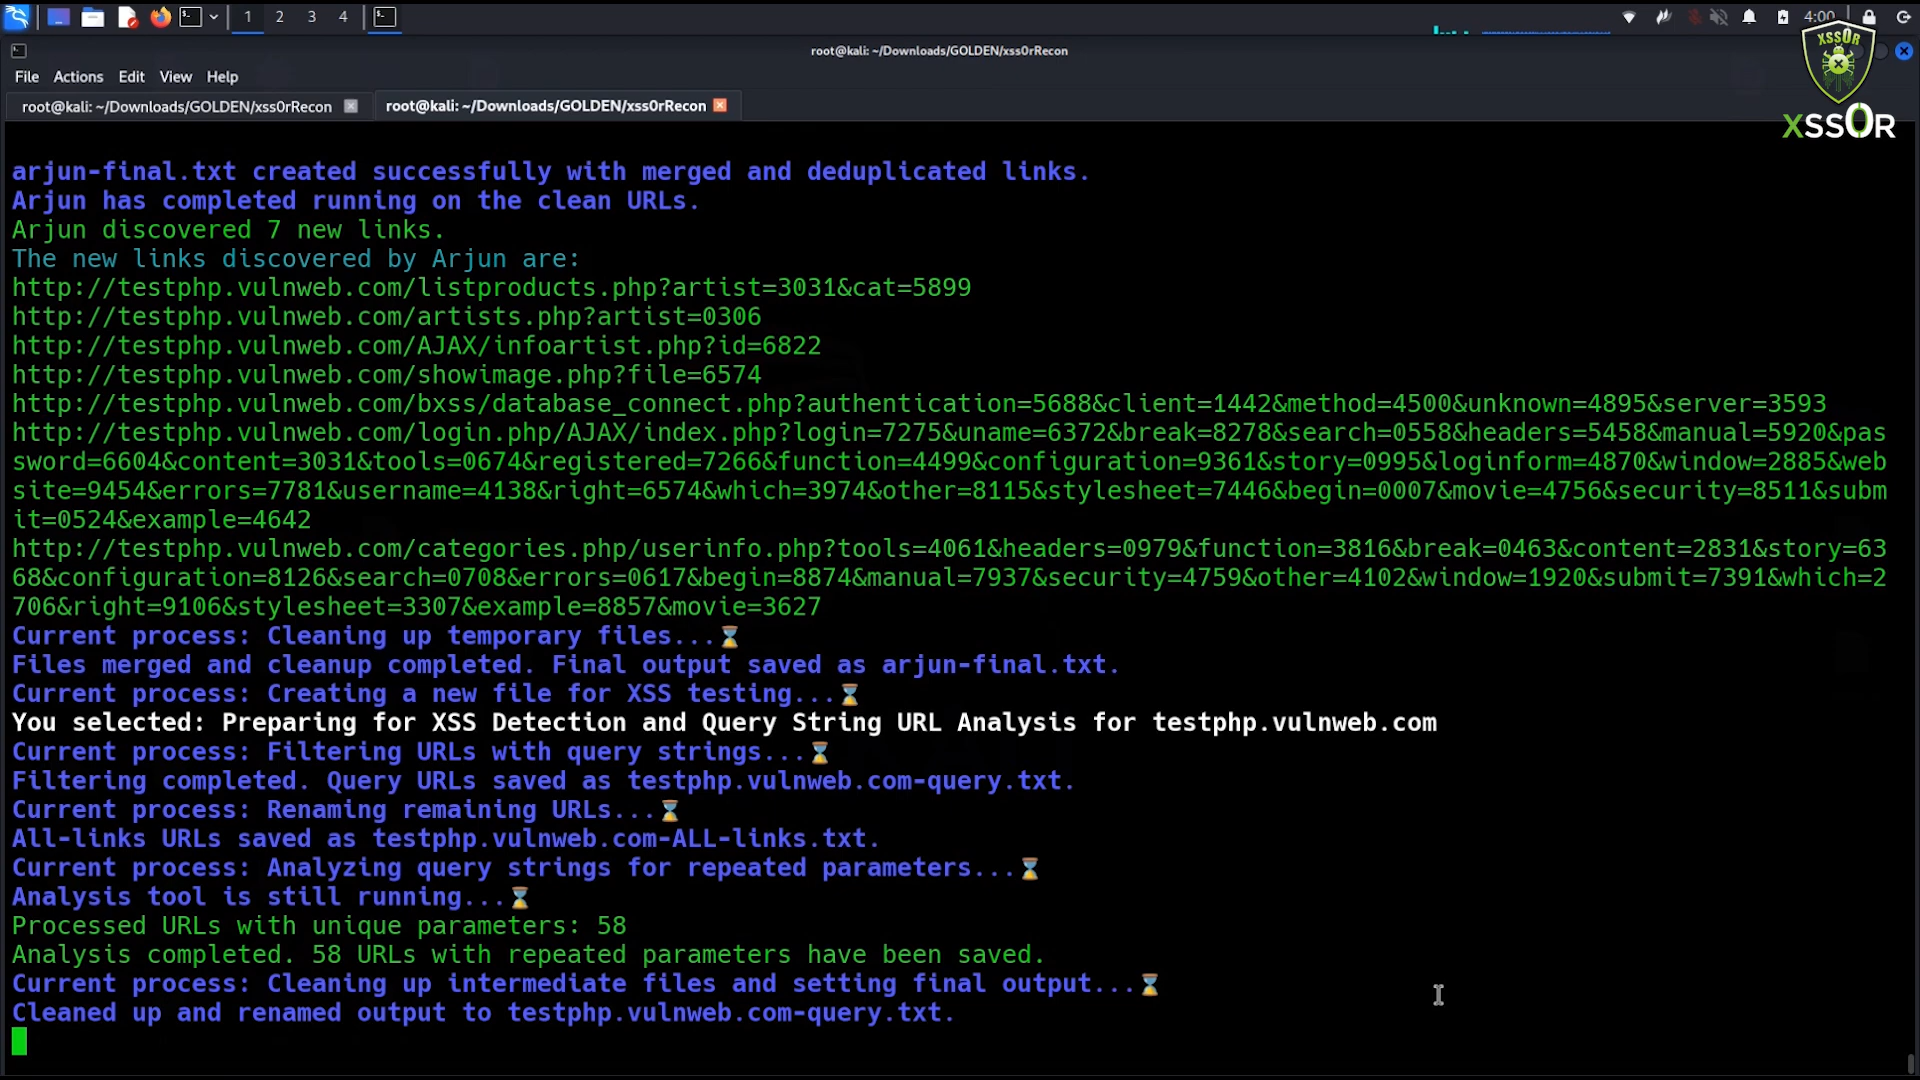 1 2 3 4 4:00
root@kali: ~/Downloads/GOLDEN/xss0rRecon
XSS0R
File Actions Edit View Help
root@kali: ~/Downloads/GOLDEN/xss0rRecon root@kali: ~/Downloads/GOLDEN/xss0rRecon
XSS0R
arjun-final.txt created successfully with merged and deduplicated links.
Arjun has completed running on the clean URLs.
Arjun discovered 7 new links.
The new links discovered by Arjun are:
http://testphp.vulnweb.com/listproducts.php?artist=3031&cat=5899
http://testphp.vulnweb.com/artists.php?artist=0306
http://testphp.vulnweb.com/AJAX/infoartist.php?id=6822
http://testphp.vulnweb.com/showimage.php?file=6574
http://testphp.vulnweb.com/bxss/database_connect.php?authentication=5688&client=1442&method=4500&unknown=4895&server=3593
http://testphp.vulnweb.com/login.php/AJAX/index.php?login=7275&uname=6372&break=8278&search=0558&headers=5458&manual=5920&pas
sword=6604&content=3031&tools=0674&registered=7266&function=4499&configuration=9361&story=0995&loginform=4870&window=2885&web
site=9454&errors=7781&username=4138&right=6574&which=3974&other=8115&stylesheet=7446&begin=0007&movie=4756&security=8511&subm
it=0524&example=4642
http://testphp.vulnweb.com/categories.php/userinfo.php?tools=4061&headers=0979&function=3816&break=0463&content=2831&story=63
68&configuration=8126&search=0708&errors=0617&begin=8874&manual=7937&security=4759&other=4102&window=1920&submit=7391&which=2
706&right=9106&stylesheet=3307&example=8857&movie=3627
Current process: Cleaning up temporary files...⌛
Files merged and cleanup completed. Final output saved as arjun-final.txt.
Current process: Creating a new file for XSS testing...⌛
You selected: Preparing for XSS Detection and Query String URL Analysis for testphp.vulnweb.com
Current process: Filtering URLs with query strings...⌛
Filtering completed. Query URLs saved as testphp.vulnweb.com-query.txt.
Current process: Renaming remaining URLs...⌛
All-links URLs saved as testphp.vulnweb.com-ALL-links.txt.
Current process: Analyzing query strings for repeated parameters...⌛
Analysis tool is still running...⌛
Processed URLs with unique parameters: 58
Analysis completed. 58 URLs with repeated parameters have been saved.
Current process: Cleaning up intermediate files and setting final output...⌛
Cleaned up and renamed output to testphp.vulnweb.com-query.txt.